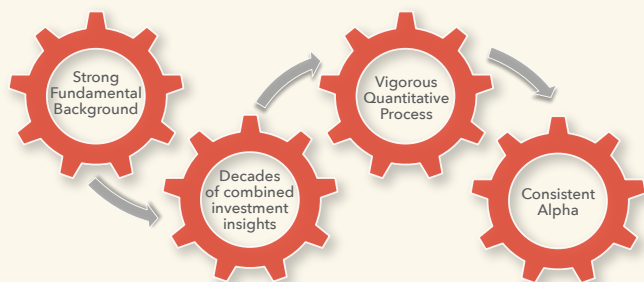 Strong
Fundamental
Background
Decades
of combined
investment
insights
Vigorous
Quantitative
Process
Consistent
Alpha